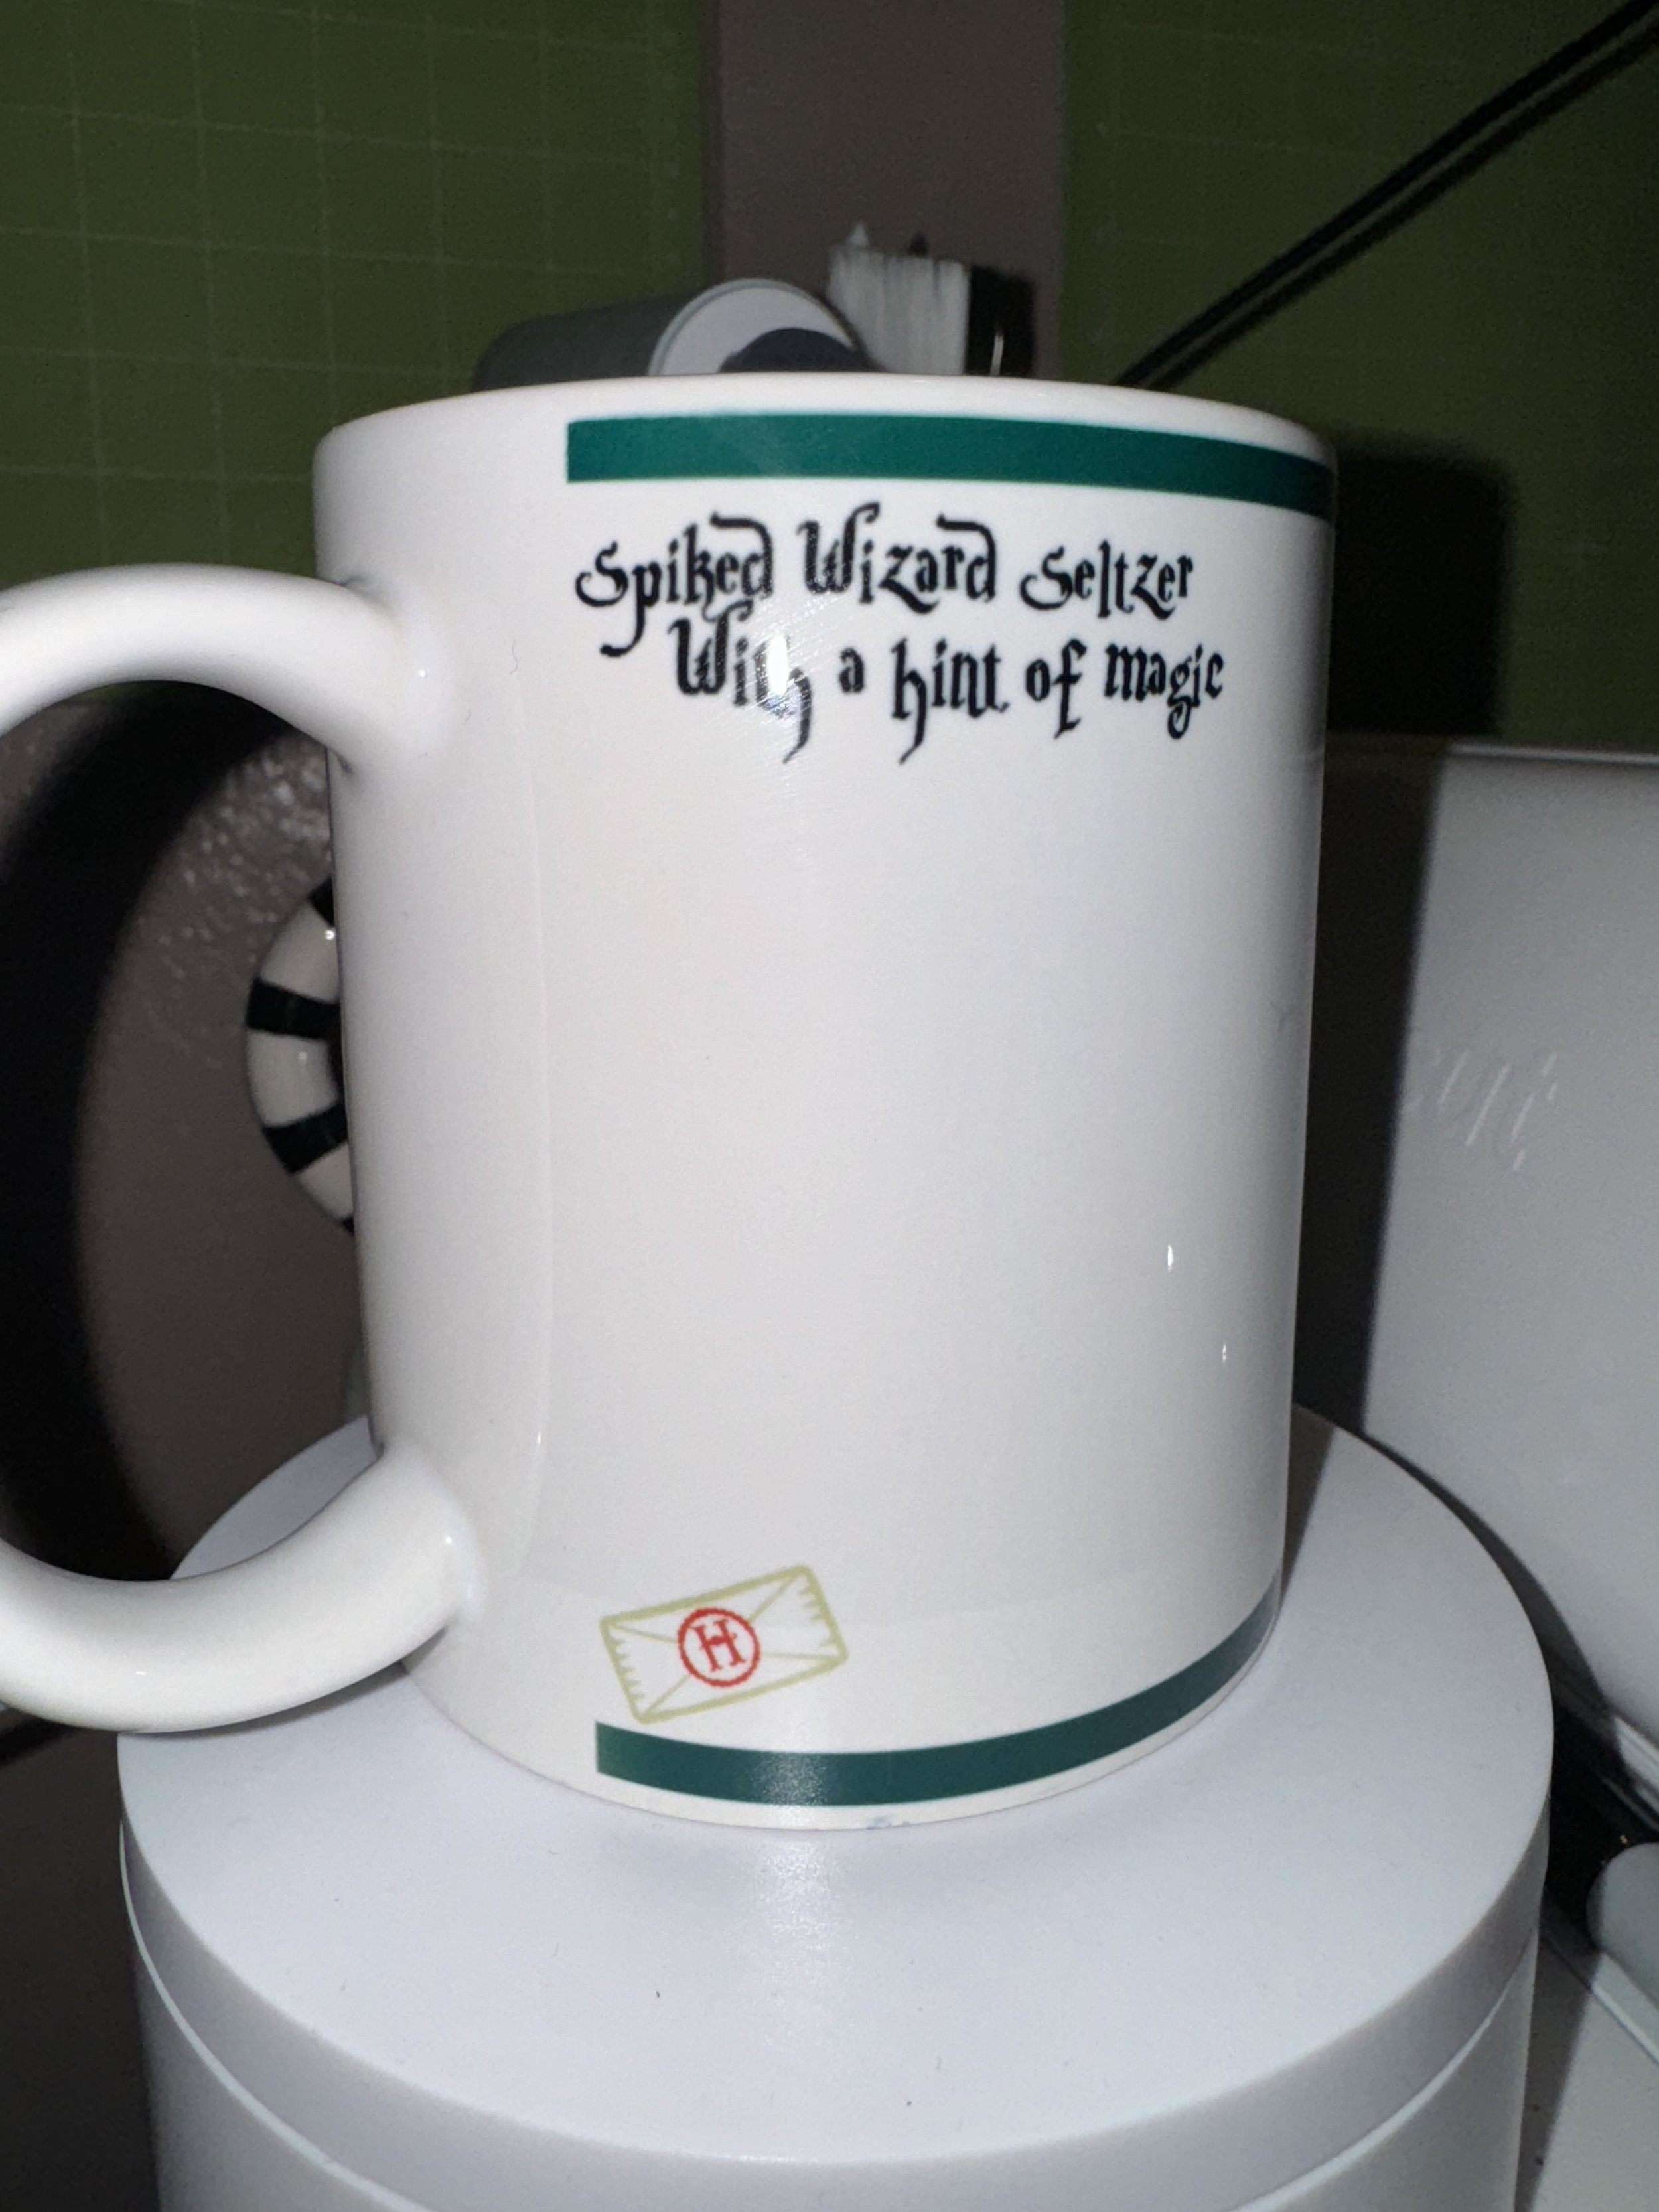 Spiked Wizard Seltzer
With a hint of magic
H